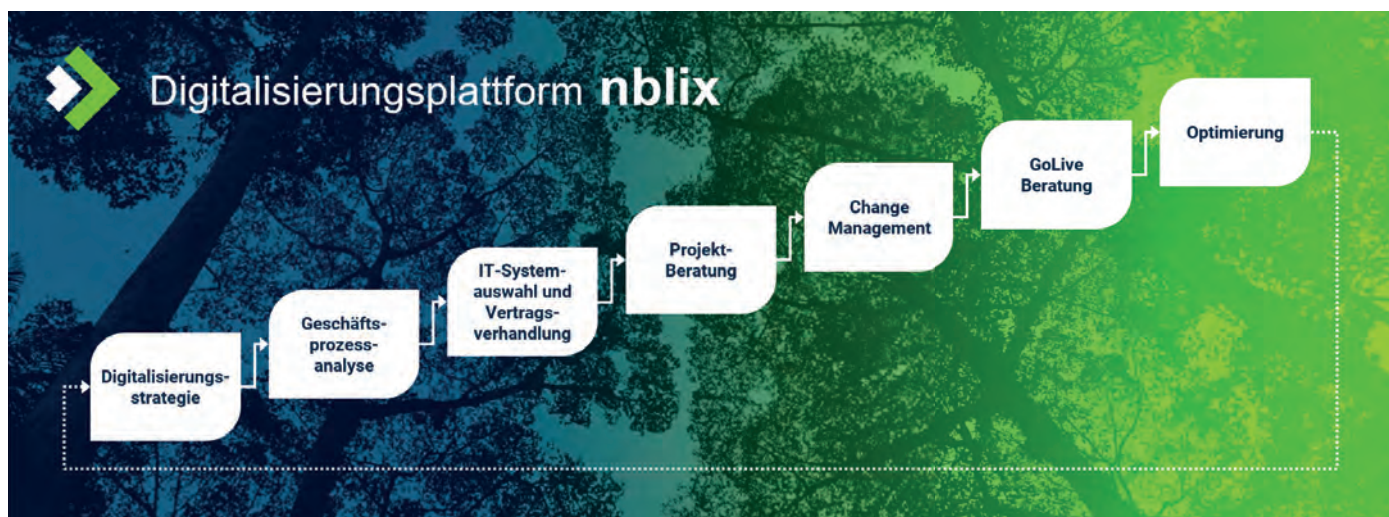 Digitalisierungsplattform nblix
Digitalisierungs-
strategie
Geschäfts-
prozess-
analyse
IT-System-
auswahl und
Vertrags-
verhandlung
Projekt-
Beratung
Change
Management
GoLive
Beratung
Optimierung